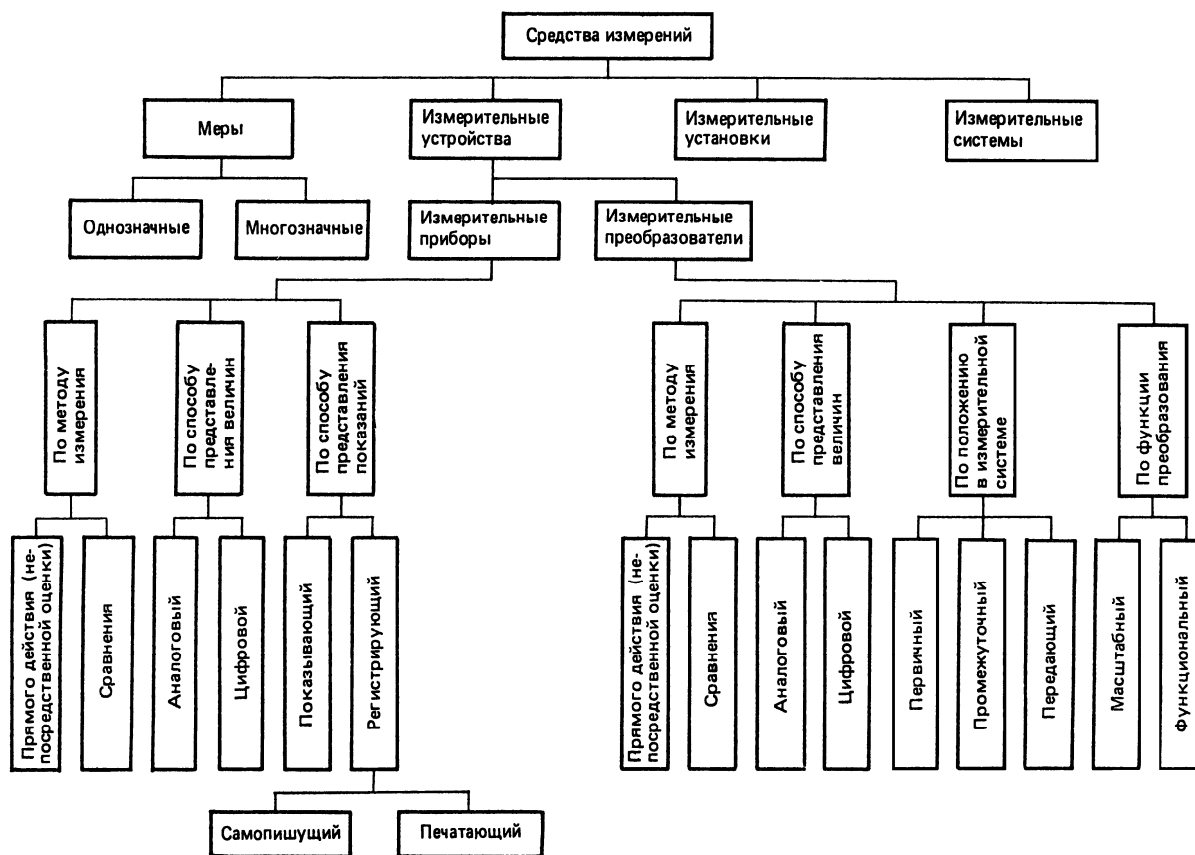 Средства измерений
Меры
Измерительные
устройства
Измерительные
установки
Измерительные
системы
Однозначные
Многозначные
Измерительные
приборы
Измерительные
преобразователи
По методу
измерения
По способу
представле-
ния величин
По способу
представления
показаний
По методу
измерения
По способу
представления
величин
По положению
в измерительной
системе
По функции
преобразования
Прямого действия (не-
посредственной оценки)
Сравнения
Аналоговый
Цифровой
Показывающий
Регистрирующий
Прямого действия (не-
посредственной оценки)
Сравнения
Аналоговый
Цифровой
Первичный
Промежуточный
Передающий
Масштабный
Функциональный
Самопишущий
Печатающий